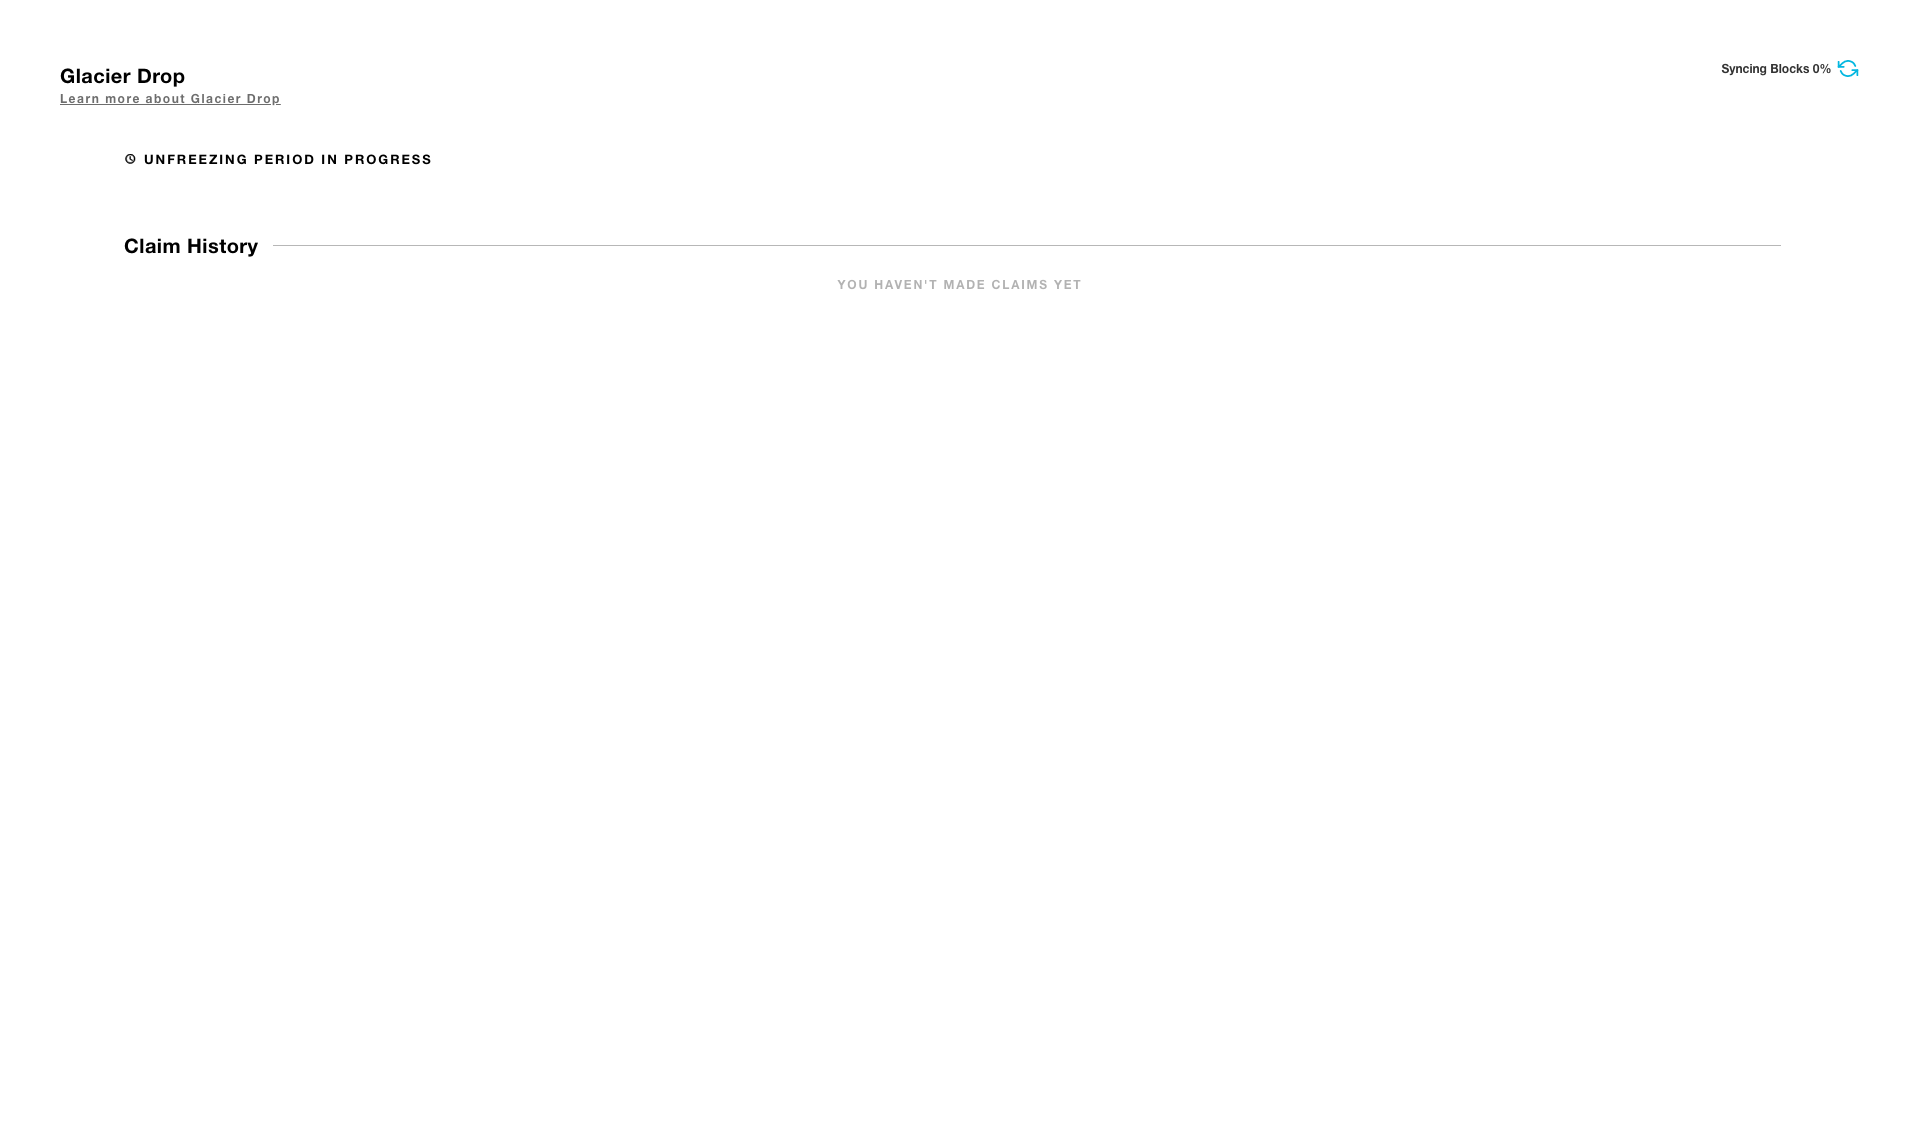 Glacier Drop
Syncing Blocks 0%
Learn more about Glacier Drop
UNFREEZING PERIOD IN PROGRESS
Claim History
YOU HAVEN'T MADE CLAIMS YET